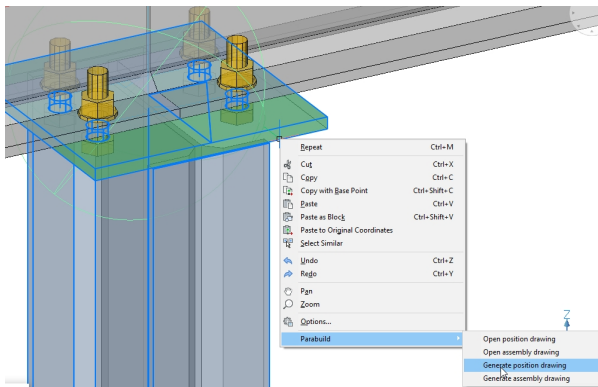 Repeat Ctrl+M
Cut Ctrl+X
Copy Ctrl+C
Copy with Base Point Ctrl+Shift+C
Paste Ctrl+V
Paste as Block Ctrl+Shift+V
Paste to Original Coordinates
Select Similar
Undo Ctrl+Z
Redo Ctrl+Y
Pan
Zoom
Options...
Z
Parabuild
Open position drawing
Open assembly drawing
Generate position drawing
Generate assembly drawing